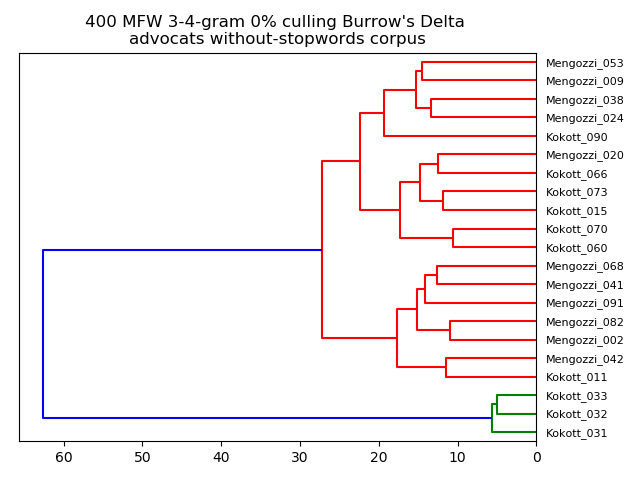 400 MFW 3-4-gram 0% culling Burrow's Delta
advocats without-stopwords corpus
Mengozzi_053
Mengozzi_009
Mengozzi_038
Mengozzi_024
Kokott_090
Mengozzi_020
Kokott_066
Kokott_073
Kokott_015
Kokott_070
Kokott_060
Mengozzi_068
Mengozzi_041
Mengozzi_091
Mengozzi_082
Mengozzi_002
Mengozzi_042
Kokott_011
Kokott_033
Kokott_032
Kokott_031
60 50 40 30 20 10 0